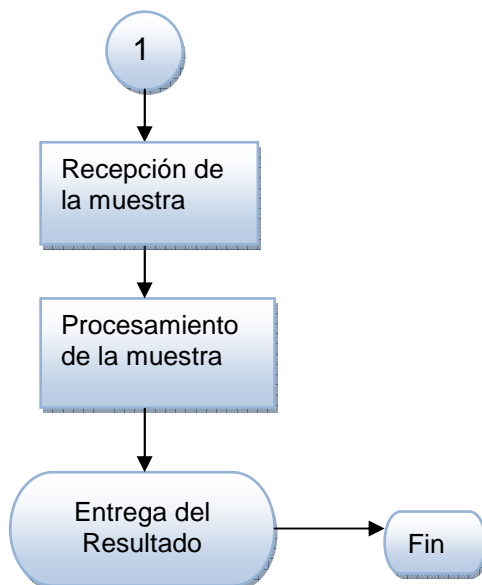 1
Recepción de
la muestra
Procesamiento
de la muestra
Entrega del
Resultado
Fin